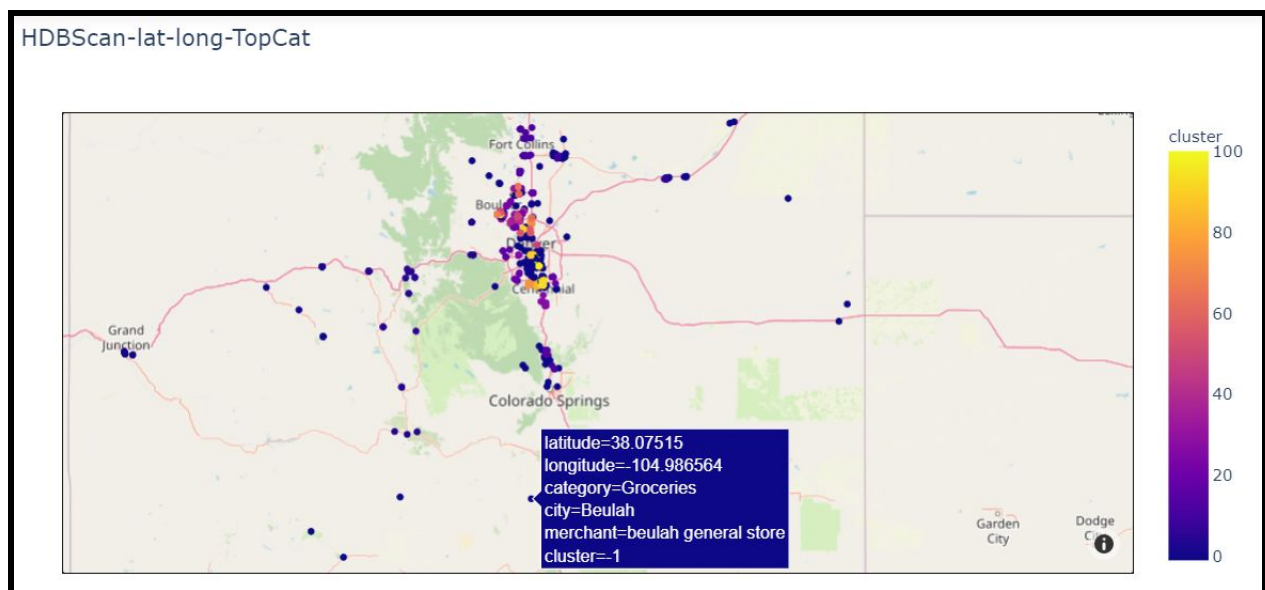 HDBScan-lat-long-TopCat
cluster
100
80
60
40
20
0
Fort Collins
Denver
Centennial
Grand
Junction
Colorado Springs
latitude=38.07515
longitude=-104.986564
category=Groceries
city=Beulah
merchant=beulah general store
cluster=-1
Garden
City
Dodge